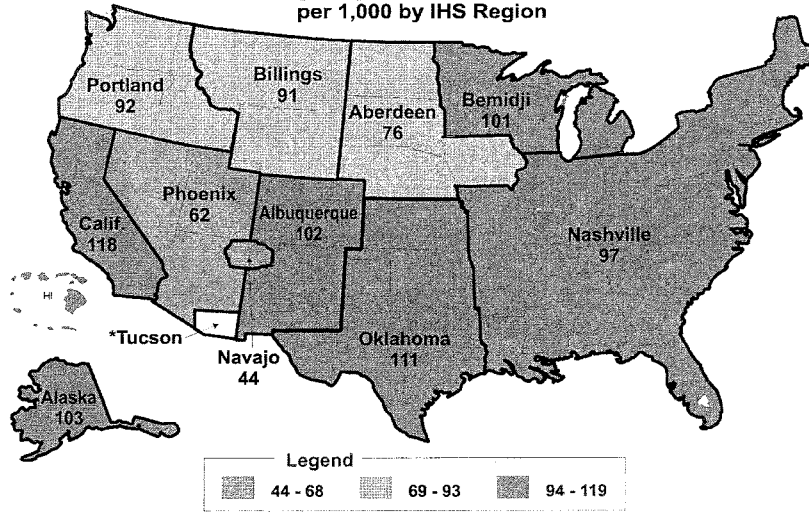 per 1,000 by IHS Region
Portland
92
Billings
91
Aberdeen
76
Bemidji
101
Phoenix
62
Albuquerque
102
Calif.
118
Nashville
97
HI
*Tucson
Navajo
44
Oklahoma
111
Alaska
103
Legend
44 - 68
69 - 93
94 - 119